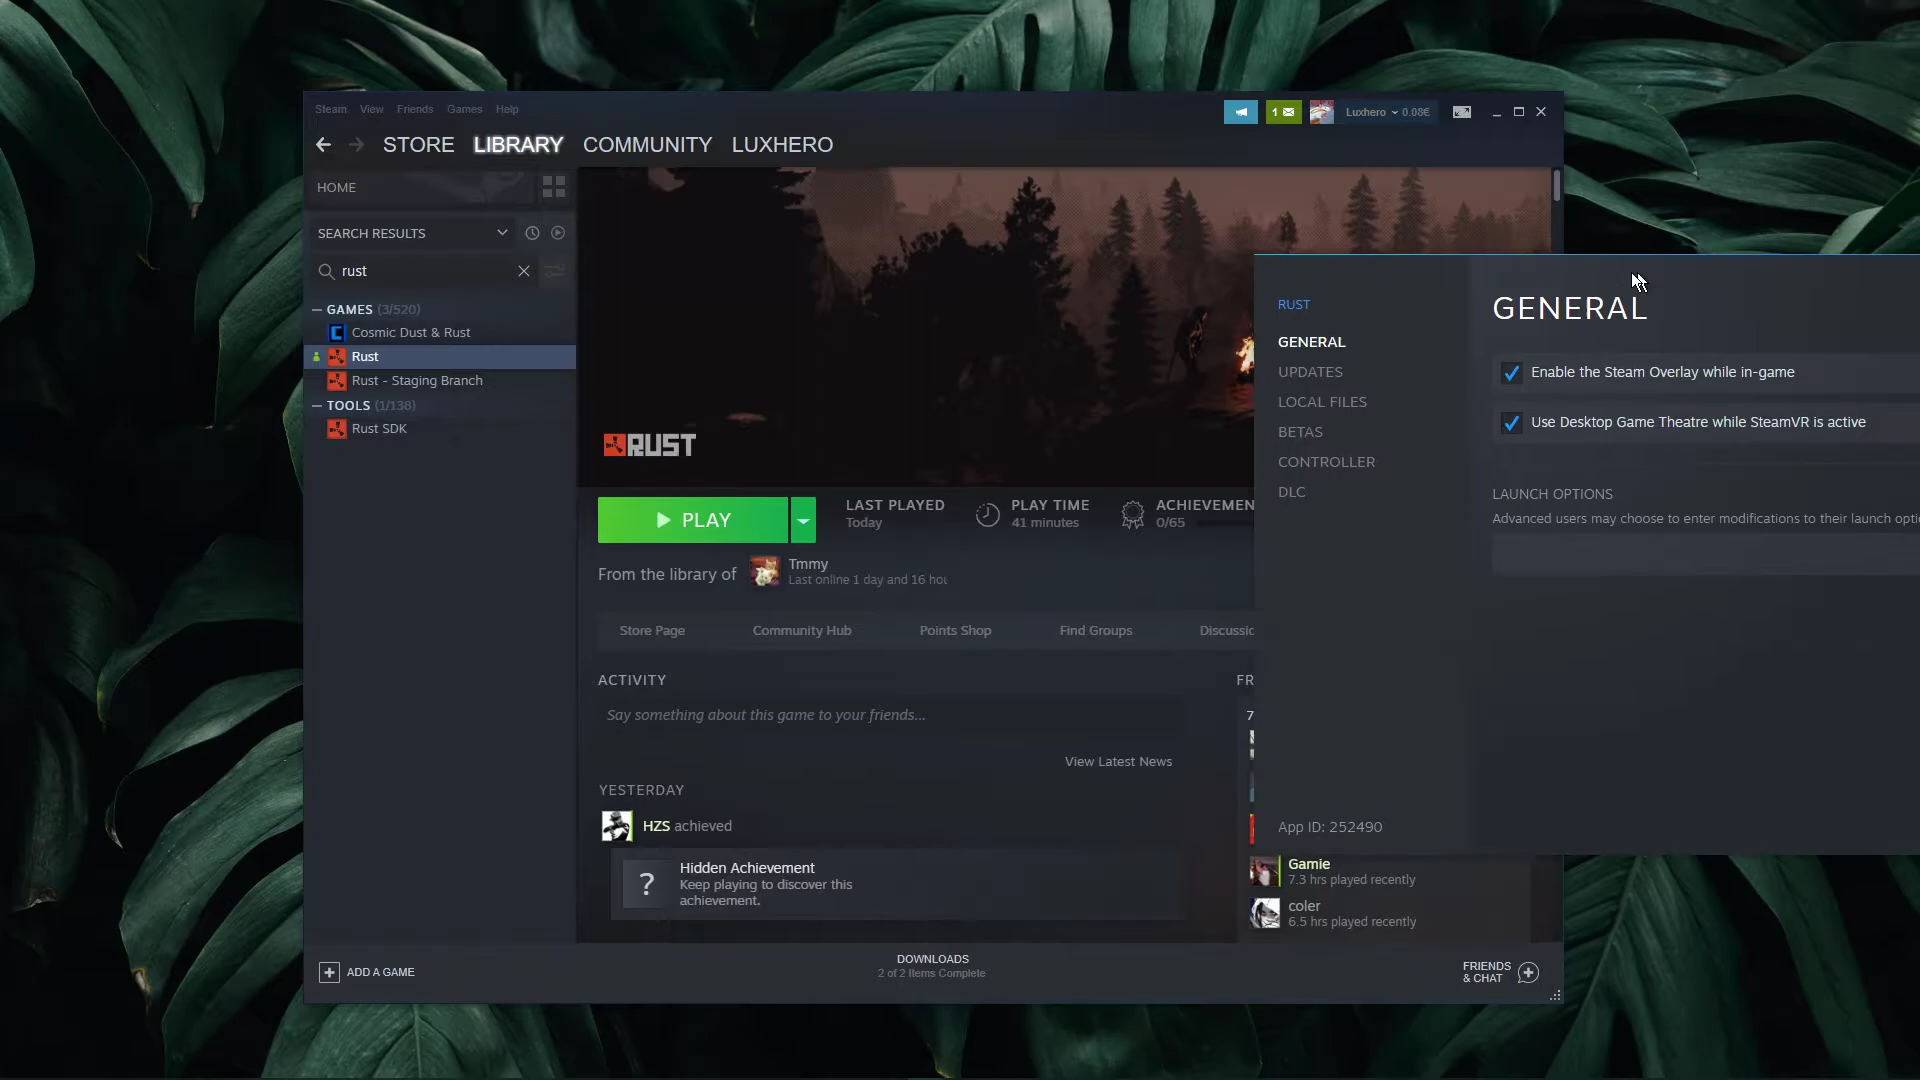 Steam View Friends Games Help
1
Luxhero 0.08€
STORE LIBRARY COMMUNITY LUXHERO
HOME
SEARCH RESULTS
rust
GAMES (3/520)
Cosmic Dust & Rust
Rust
Rust - Staging Branch
TOOLS (1/138)
Rust SDK
RUST
PLAY
LAST PLAYED
Today
PLAY TIME
41 minutes
ACHIEVEMEN
0/65
From the library of
Tmmy
Last online 1 day and 16 hou
Store Page Community Hub Points Shop Find Groups Discussic
ACTIVITY
Say something about this game to your friends...
View Latest News
YESTERDAY
HZS achieved
?
Hidden Achievement
Keep playing to discover this
achievement.
FR
7
Gamie
7.3 hrs played recently
coler
6.5 hrs played recently
RUST
GENERAL
UPDATES
LOCAL FILES
BETAS
CONTROLLER
DLC
App ID: 252490
GENERAL
Enable the Steam Overlay while in-game
Use Desktop Game Theatre while SteamVR is active
LAUNCH OPTIONS
Advanced users may choose to enter modifications to their launch optic
ADD A GAME
DOWNLOADS
2 of 2 Items Complete
FRIENDS
& CHAT